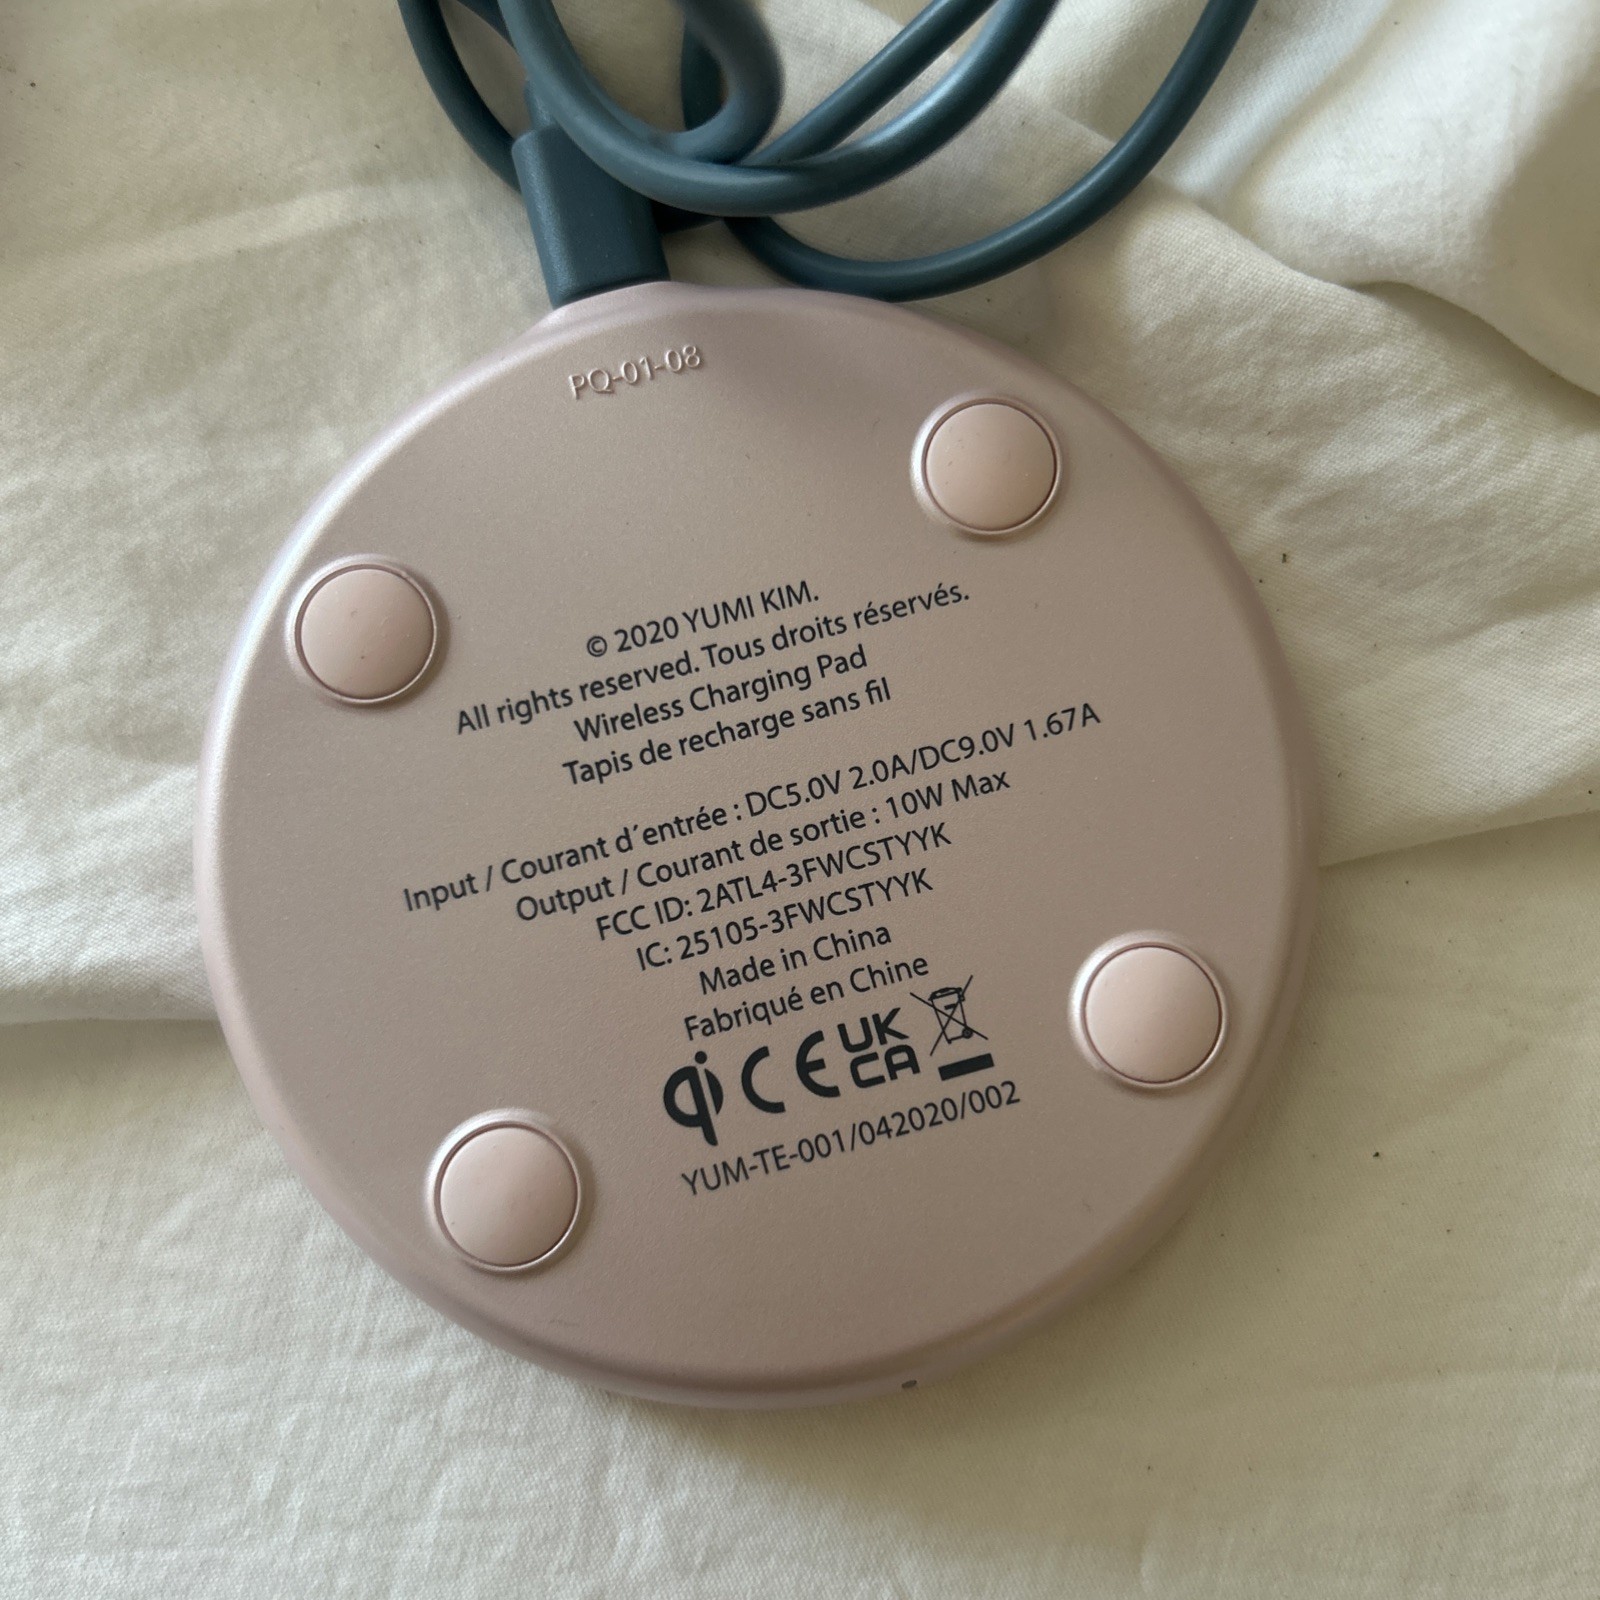 PQ-01-08
© 2020 YUMI KIM.
All rights reserved. Tous droits réservés.
Wireless Charging Pad
Tapis de recharge sans fil
Input / Courant d´entrée : DC5.0V 2.0A/DC9.0V 1.67A
Output / Courant de sortie : 10W Max
FCC ID: 2ATL4-3FWCSTYYK
IC: 25105-3FWCSTYYK
Made in China
Fabriqué en Chine
qi CE UK
CA
YUM-TE-001/042020/002